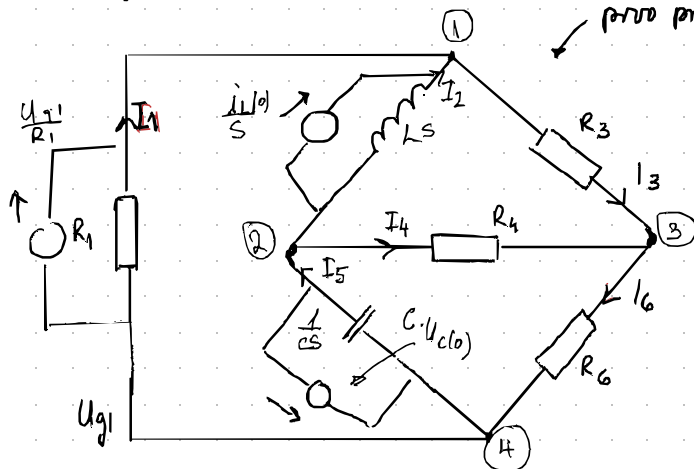 prvo pr
①
Ug1/R1
I1
iL(0)/S
I2
LS
R3
I3
R1
②
I4
R4
③
I5
1/CS
C·Uc(0)
I6
R6
Ug1
④